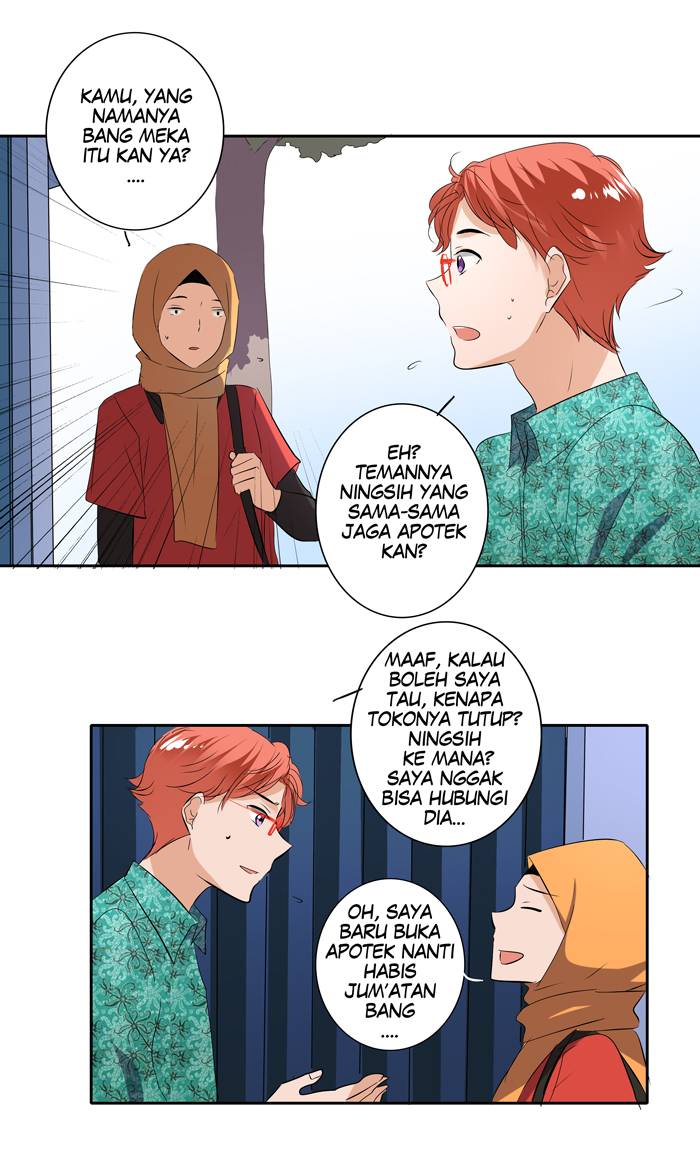 KAMU, YANG
NAMANYA
BANG MEKA
ITU KAN YA?
....
EH?
TEMANNYA
NINGSIH YANG
SAMA-SAMA
JAGA APOTEK
KAN?
MAAF, KALAU
BOLEH SAYA
TAU, KENAPA
TOKONYA TUTUP?
NINGSIH
KE MANA?
SAYA NGGAK
BISA HUBUNGI
DIA...
OH, SAYA
BARU BUKA
APOTEK NANTI
HABIS
JUM'ATAN
BANG
....